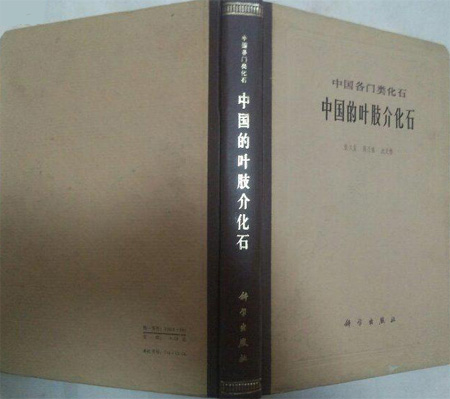 中国各门类化石
中国的叶肢介化石
科学出版社
中国各门类化石
中国的叶肢介化石
科学出版社